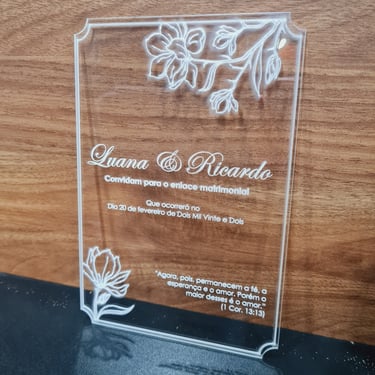 Luana & Ricardo
Convidam para o enlace matrimonial
Que ocorreró no
Dia 20 de fevereiro de Dois Mil Vinte e Dois
"Agora, pois, permanecem a fé, a
esperança e o amor. Porém o
maior desses é o amor."
(1 Cor. 13:13)